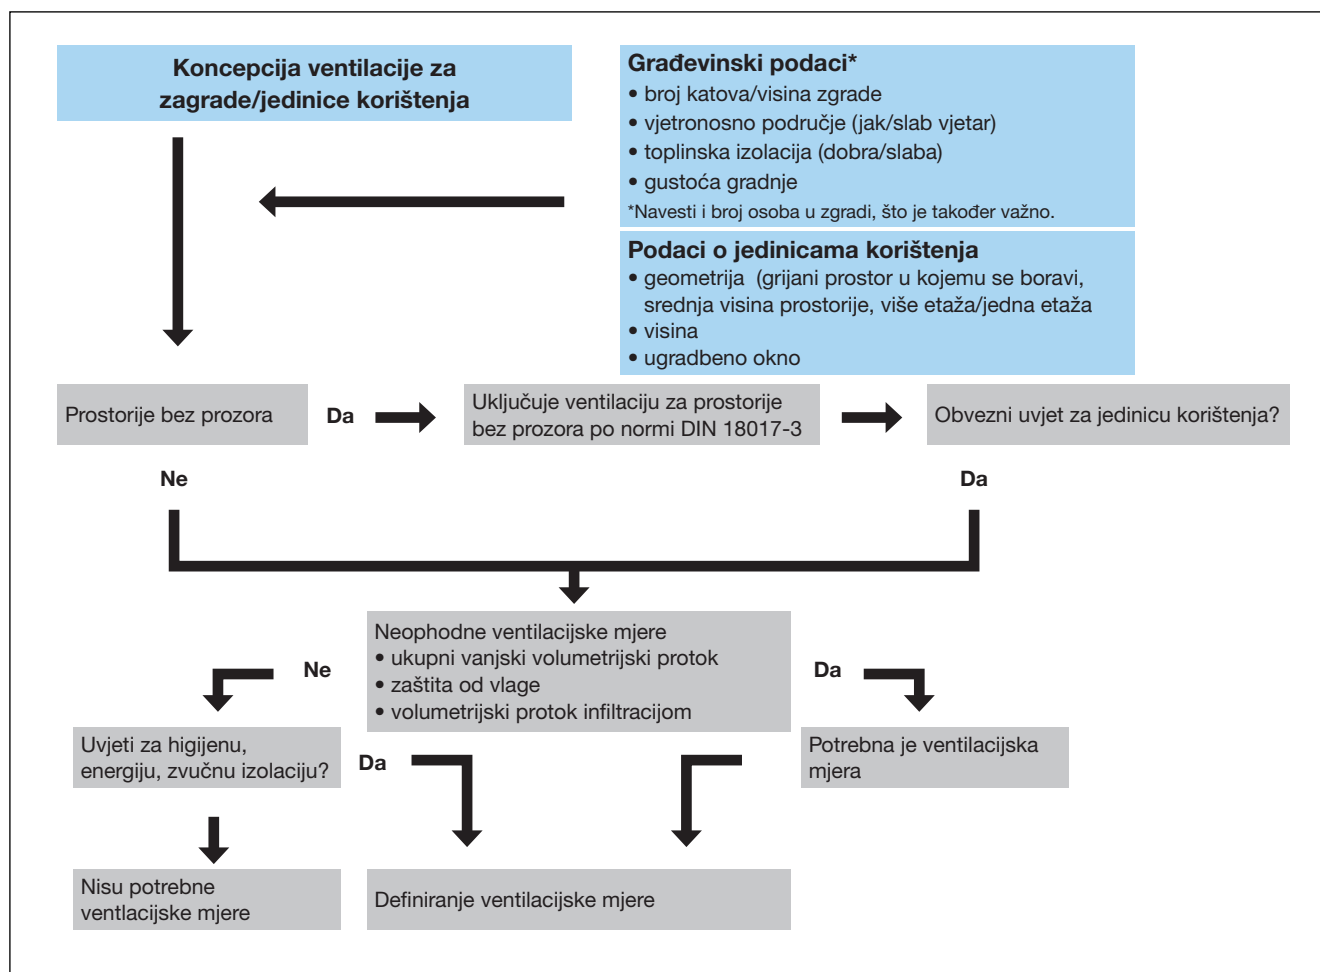 Koncepcija ventilacije za
zagrade/jedinice korištenja
Građevinski podaci*
• broj katova/visina zgrade
• vjetronosno područje (jak/slab vjetar)
• toplinska izolacija (dobra/slaba)
• gustoća gradnje
*Navesti i broj osoba u zgradi, što je također važno.
Podaci o jedinicama korištenja
• geometrija  (grijani prostor u kojemu se boravi,
srednja visina prostorije, više etaža/jedna etaža
• visina
• ugradbeno okno
Prostorije bez prozora
Da
Uključuje ventilaciju za prostorije
bez prozora po normi DIN 18017-3
Obvezni uvjet za jedinicu korištenja?
Ne
Da
Neophodne ventilacijske mjere
• ukupni vanjski volumetrijski protok
• zaštita od vlage
• volumetrijski protok infiltracijom
Ne
Da
Uvjeti za higijenu,
energiju, zvučnu izolaciju?
Da
Potrebna je ventilacijska
mjera
Nisu potrebne
ventlacijske mjere
Definiranje ventilacijske mjere